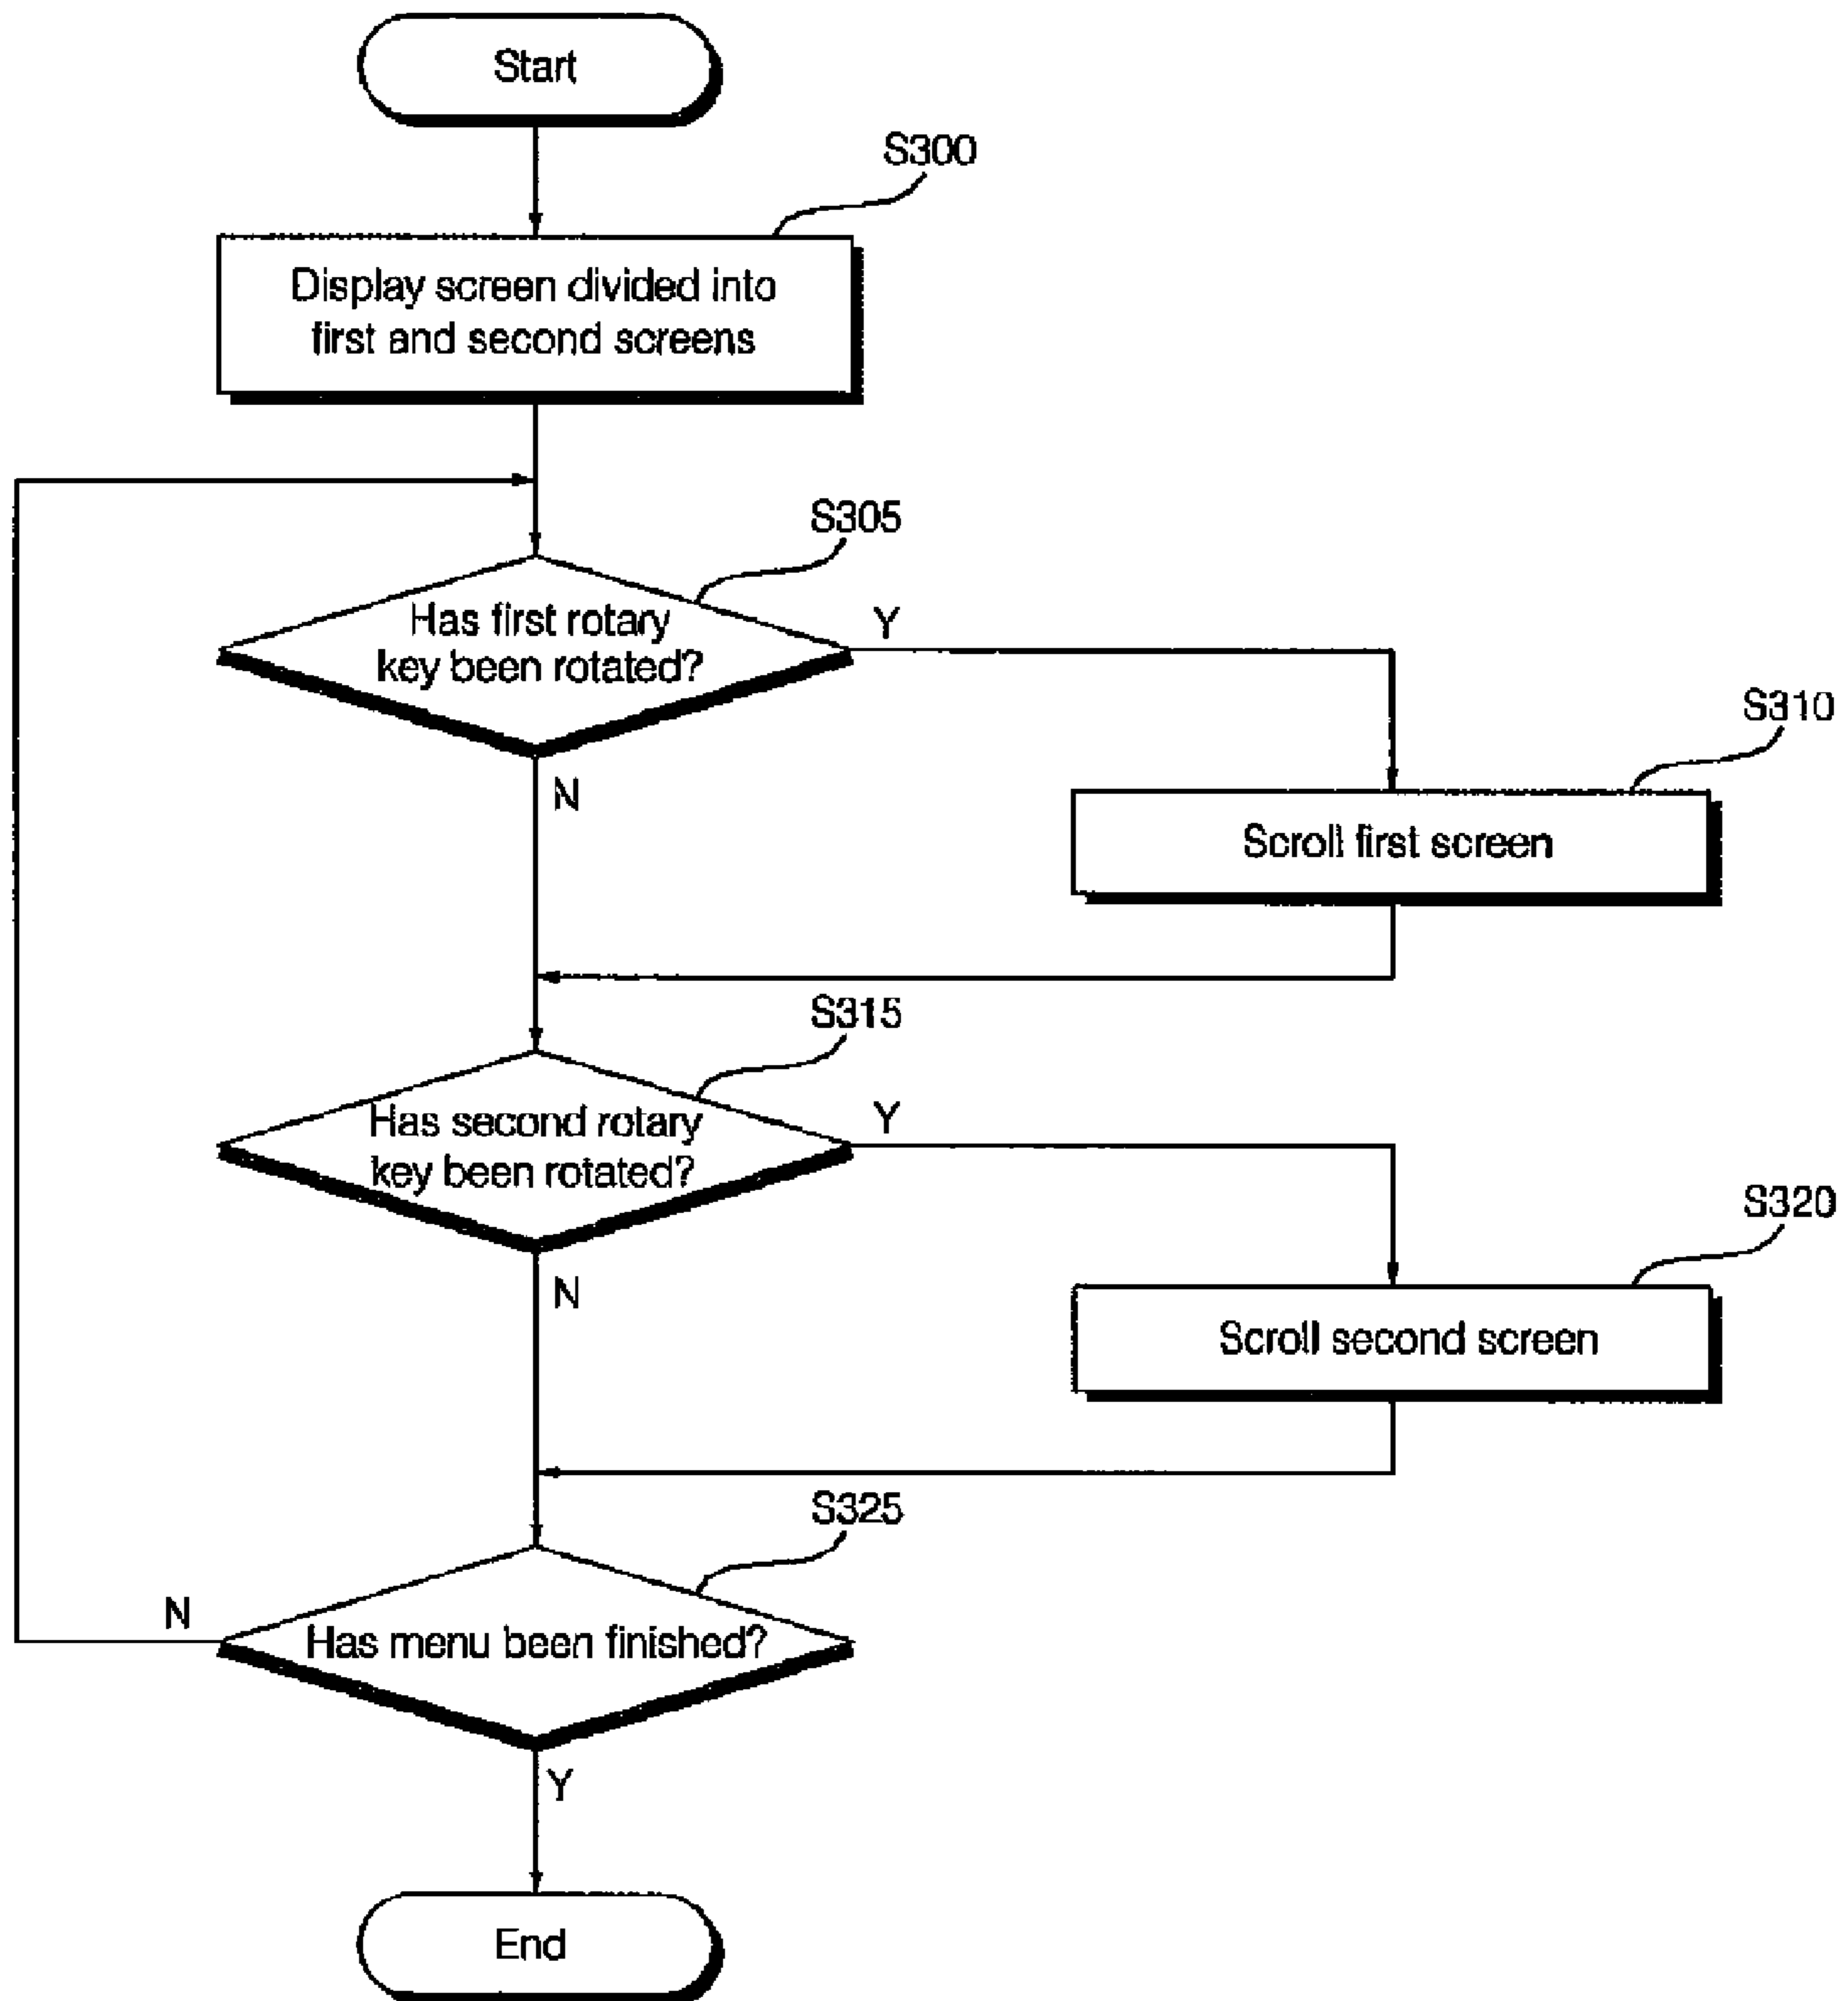 Start
S300
Display screen divided into
first and second screens
S305
Has first rotary
key been rotated?
Y
N
S310
Scroll first screen
S315
Has second rotary
key been rotated?
Y
N
S320
Scroll second screen
S325
Has menu been finished?
N
Y
End